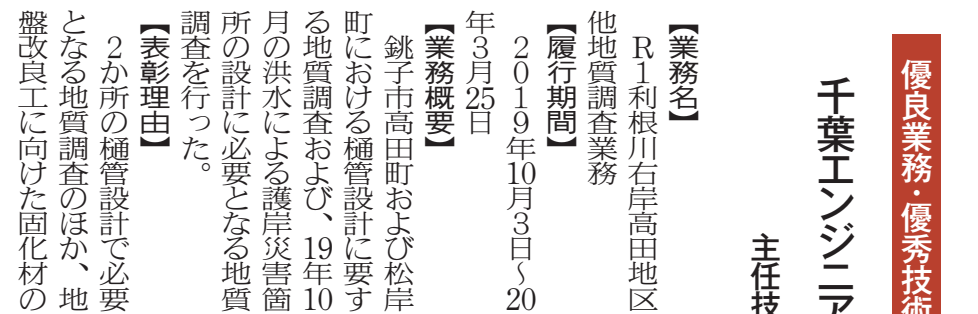 優良業務・優秀技術
千葉エンジニア
主任技
【業務名】
R1利根川右岸高田地区
他地質調査業務
【履行期間】
2019年10月3日～20
年3月25日
【業務概要】
銚子市高田町および松岸
町における樋管設計に要す
る地質調査および、19年10
月の洪水による護岸災害箇
所の設計に必要となる地質
調査を行った。
【表彰理由】
2か所の樋管設計で必要
となる地質調査のほか、地
盤改良工に向けた固化材の